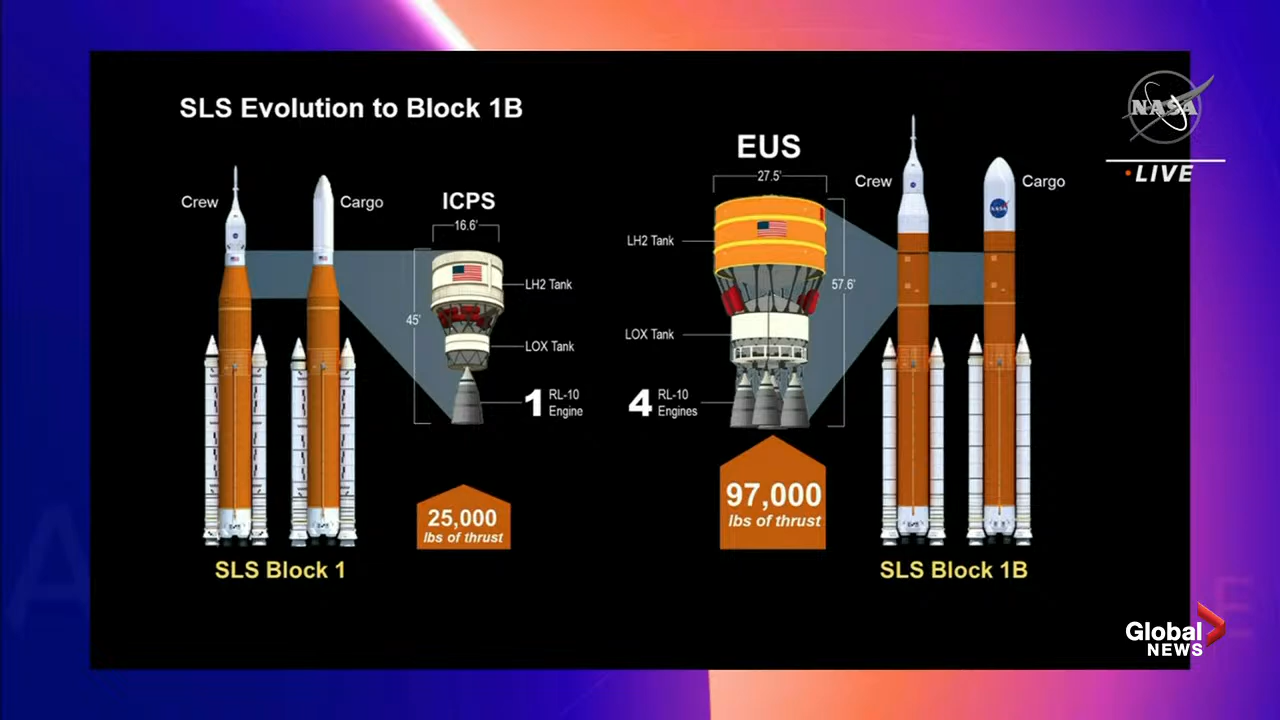 SLS Evolution to Block 1B
NASA
LIVE
Crew
Cargo
ICPS
16.6'
45'
LH2 Tank
LOX Tank
1 RL-10
Engine
25,000
lbs of thrust
SLS Block 1
EUS
27.5'
LH2 Tank
57.6'
LOX Tank
4 RL-10
Engines
97,000
lbs of thrust
Crew
Cargo
NASA
SLS Block 1B
Global
NEWS